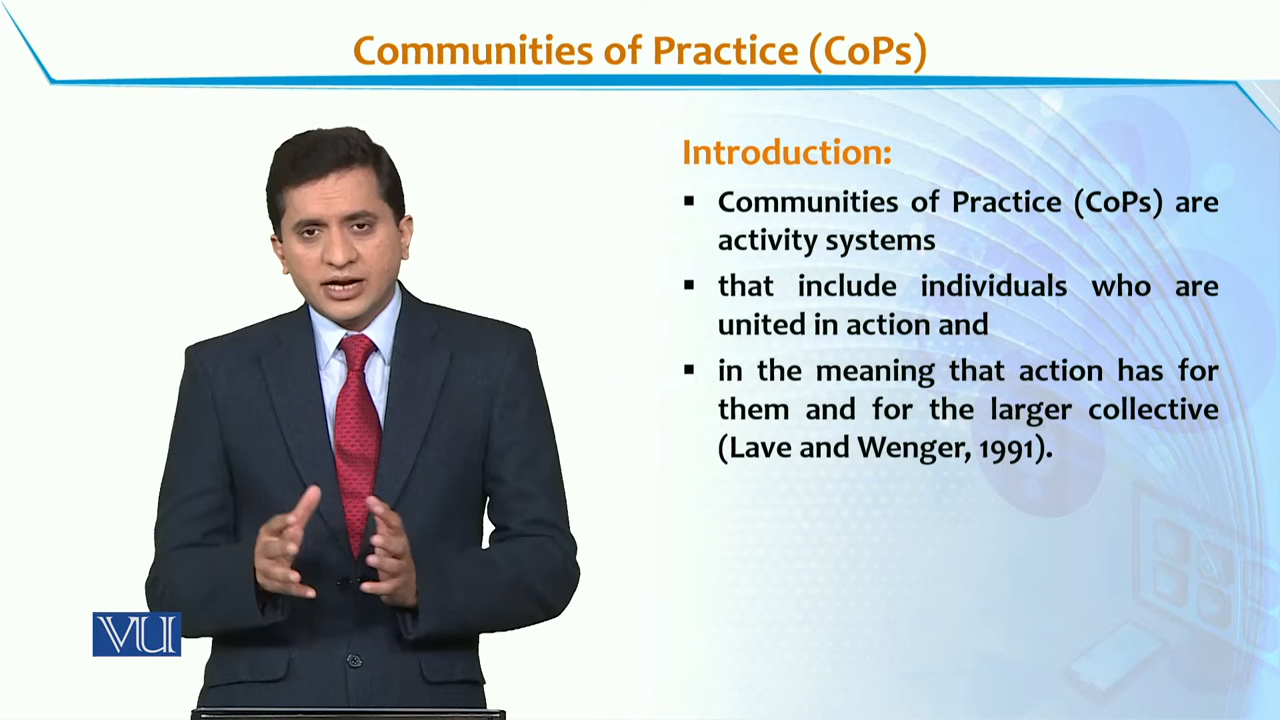 Communities of Practice (CoPs)
Introduction:
▪ Communities of Practice (CoPs) are
activity systems
▪ that include individuals who are
united in action and
▪ in the meaning that action has for
them and for the larger collective
(Lave and Wenger, 1991).
VU